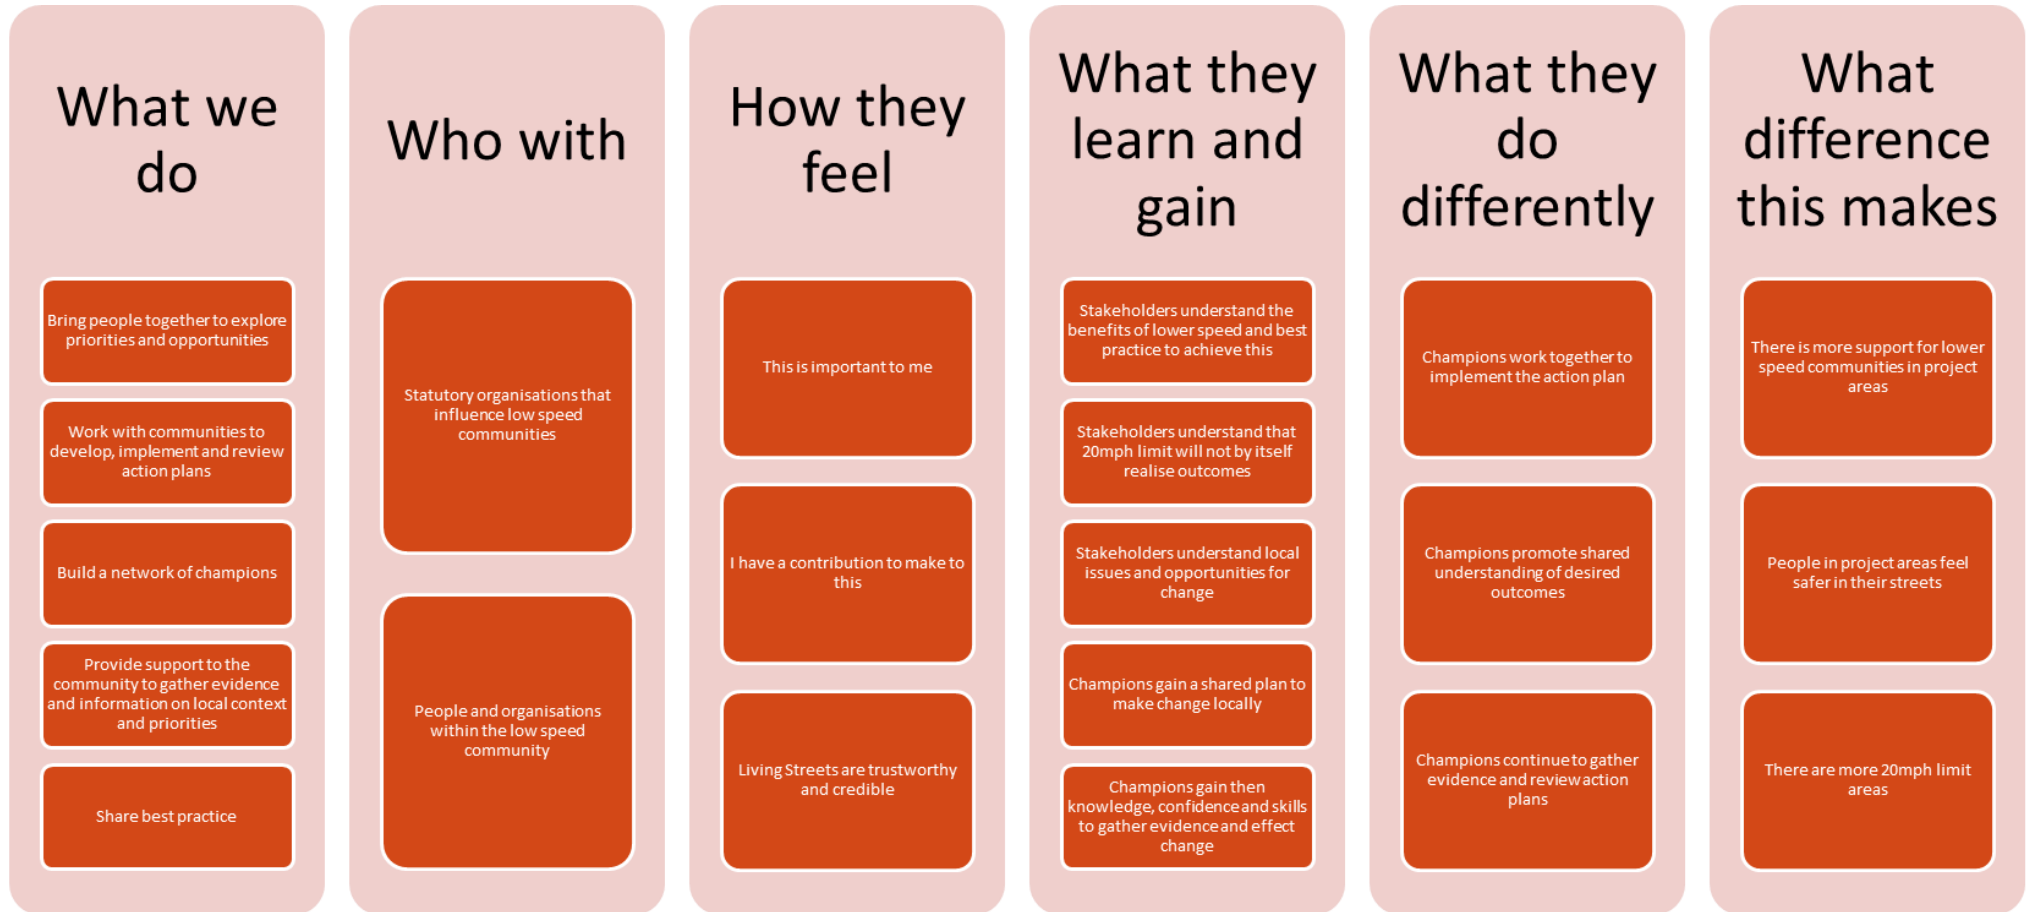 What we
do
Bring people together to explore
priorities and opportunities
Work with communities to
develop, implement and review
action plans
Build a network of champions
Provide support to the
community to gather evidence
and information on local context
and priorities
Share best practice
Who with
Statutory organisations that
influence low speed
communities
People and organisations
within the low speed
community
How they
feel
This is important to me
I have a contribution to make to
this
Living Streets are trustworthy
and credible
What they
learn and
gain
Stakeholders understand the
benefits of lower speed and best
practice to achieve this
Stakeholders understand that
20mph limit will not by itself
realise outcomes
Stakeholders understand local
issues and opportunities for
change
Champions gain a shared plan to
make change locally
Champions gain then
knowledge, confidence and skills
to gather evidence and effect
change
What they
do
differently
Champions work together to
implement the action plan
Champions promote shared
understanding of desired
outcomes
Champions continue to gather
evidence and review action
plans
What
difference
this makes
There is more support for lower
speed communities in project
areas
People in project areas feel
safer in their streets
There are more 20mph limit
areas